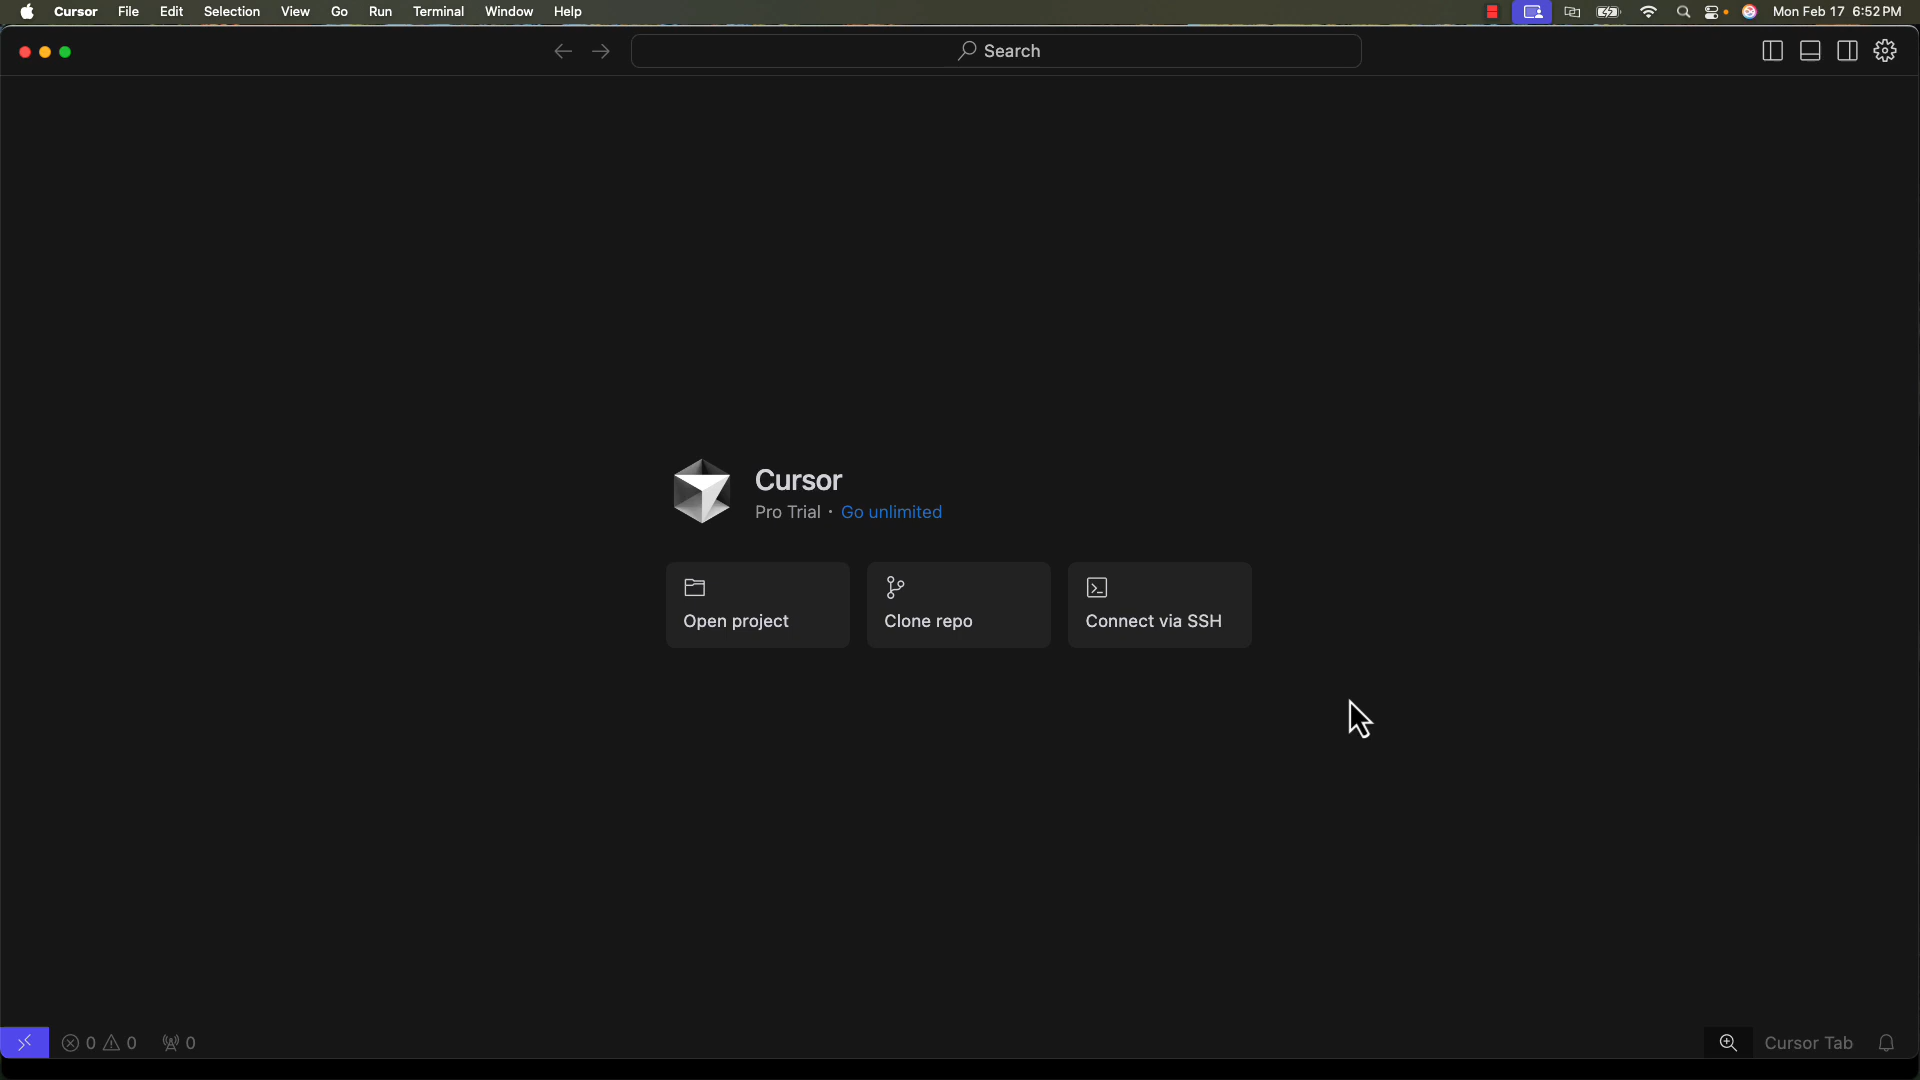 Cursor File Edit Selection View Go Run Terminal Window Help Mon Feb 17 6:52 PM
Search
Cursor
Pro Trial · Go unlimited
Open project Clone repo Connect via SSH
0 0 0 Cursor Tab